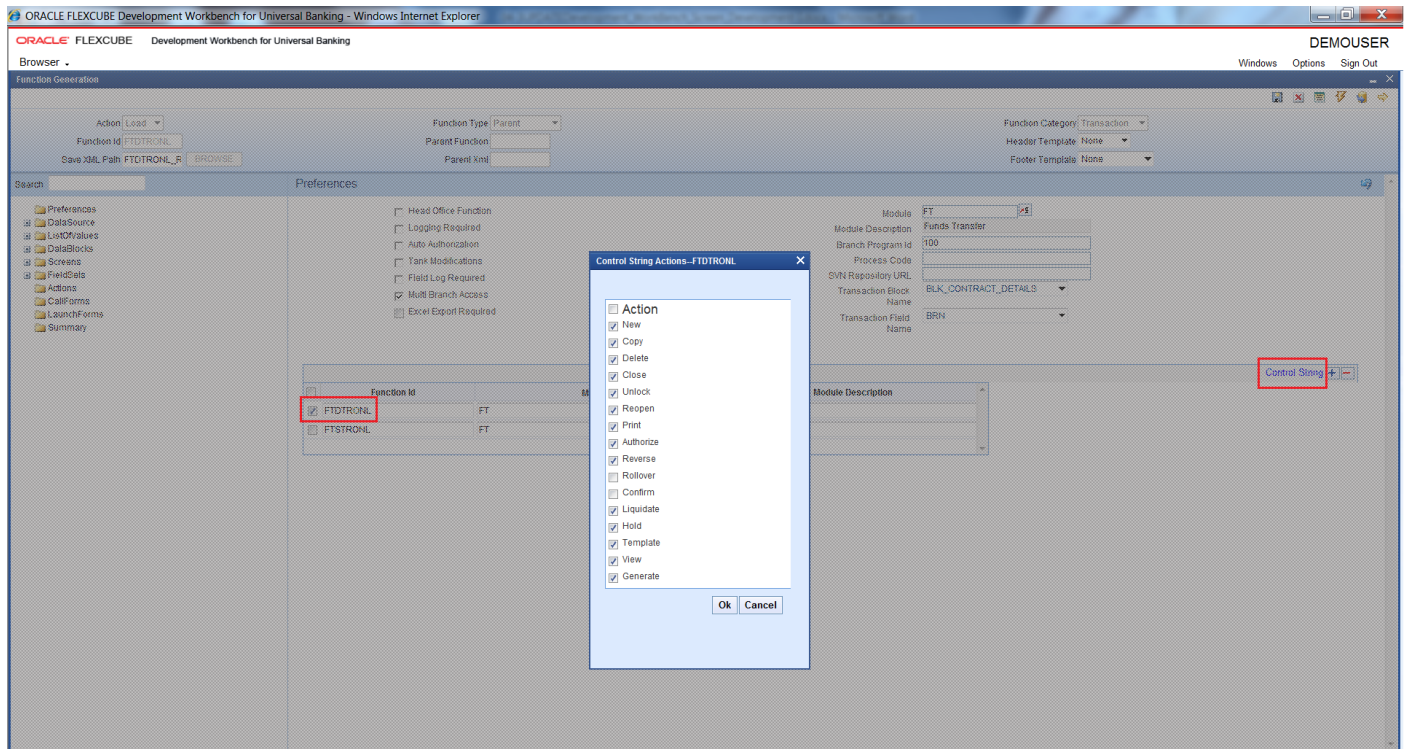 ORACLE FLEXCUBE Development Workbench for Universal Banking - Windows Internet Explorer
ORACLE FLEXCUBE Development Workbench for Universal Banking
DEMOUSER
Browser
Windows Options Sign Out
Function Generation
Action Load
Function Type Parent
Function Category Transaction
Function Id FTDTRONL
Parent Function
Header Template None
Save XML Path FTDTRONL_R BROWSE
Parent Xml
Footer Template None
Search
Preferences
Preferences
DataSource
ListOfValues
DataBlocks
Screens
FieldSets
Actions
CallForms
LaunchForms
Summary
Head Office Function
Logging Required
Auto Authorization
Tank Modifications
Field Log Required
Multi Branch Access
Excel Export Required
Module FT
Module Description Funds Transfer
Branch Program Id 100
Process Code
SVN Repository URL
Transaction Block Name BLK_CONTRACT_DETAILS
Transaction Field Name BRN
Control String + −
Function Id M Module Description
FTDTRONL FT
FTSTRONL FT
Control String Actions--FTDTRONL X
Action
New
Copy
Delete
Close
Unlock
Reopen
Print
Authorize
Reverse
Rollover
Confirm
Liquidate
Hold
Template
View
Generate
Ok Cancel